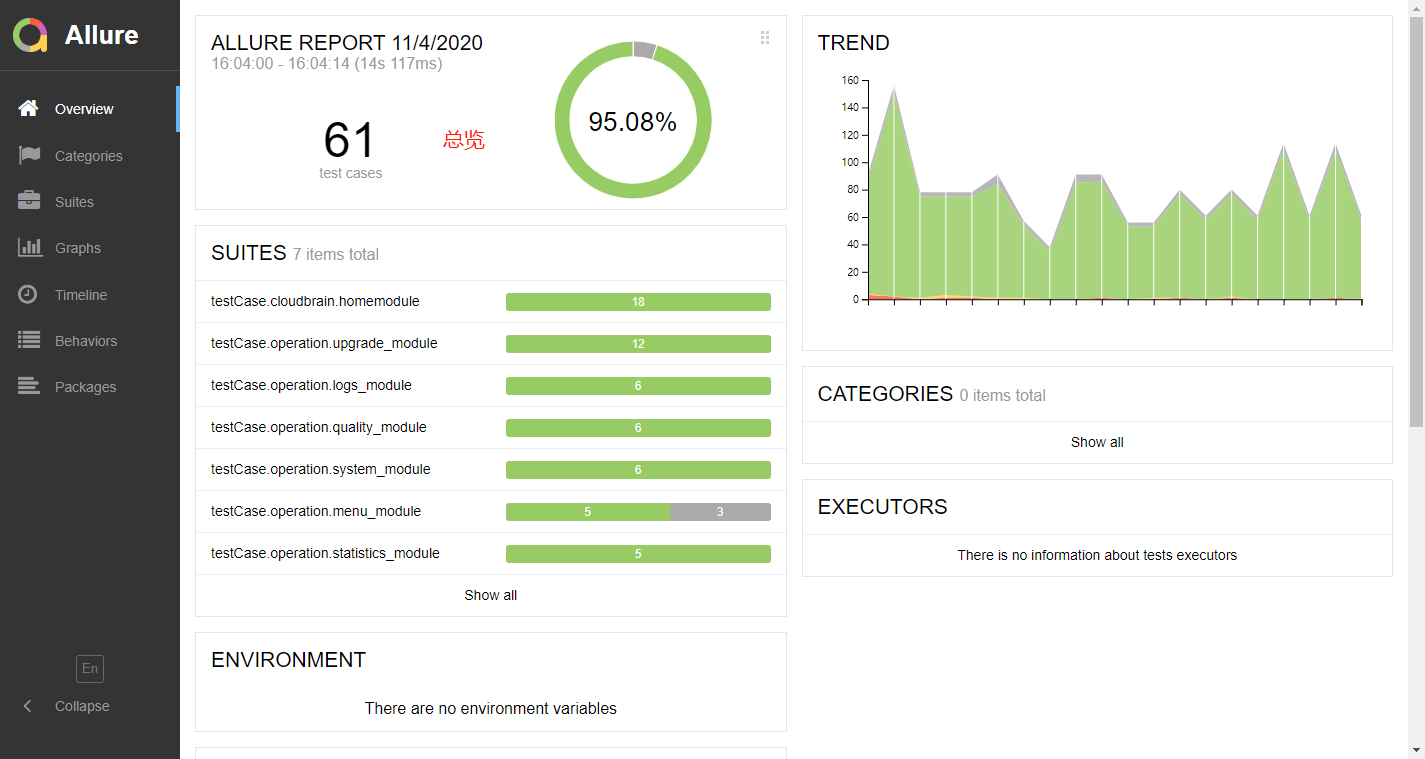 Allure
Overview
Categories
Suites
Graphs
Timeline
Behaviors
Packages
En
Collapse
ALLURE REPORT 11/4/2020
16:04:00 - 16:04:14 (14s 117ms)
61
test cases
总览
95.08%
SUITES 7 items total
testCase.cloudbrain.homemodule 18
testCase.operation.upgrade_module 12
testCase.operation.logs_module 6
testCase.operation.quality_module 6
testCase.operation.system_module 6
testCase.operation.menu_module 5 3
testCase.operation.statistics_module 5
Show all
ENVIRONMENT
There are no environment variables
TREND
160
140
120
100
80
60
40
20
0
CATEGORIES 0 items total
Show all
EXECUTORS
There is no information about tests executors